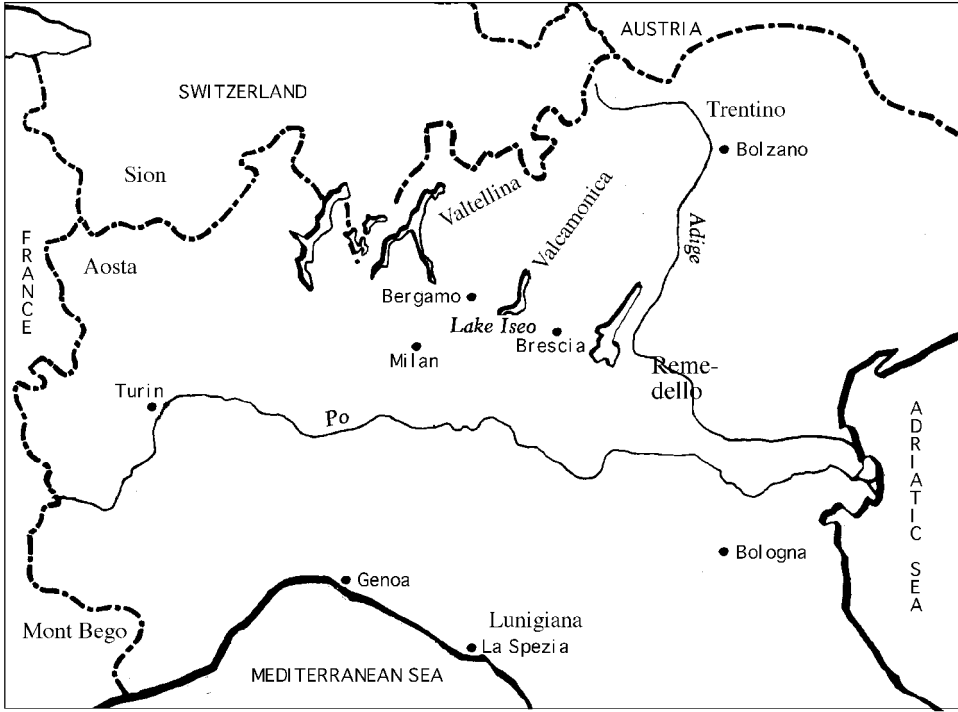 AUSTRIA
SWITZERLAND
Trentino
Bolzano
Sion
Valtellina
Valcamonica
Adige
FRANCE
Aosta
Bergamo
Lake Iseo
Brescia
Milan
Reme-
dello
Turin
Po
ADRIATIC SEA
Bologna
Genoa
Lunigiana
Mont Bego
La Spezia
MEDITERRANEAN SEA